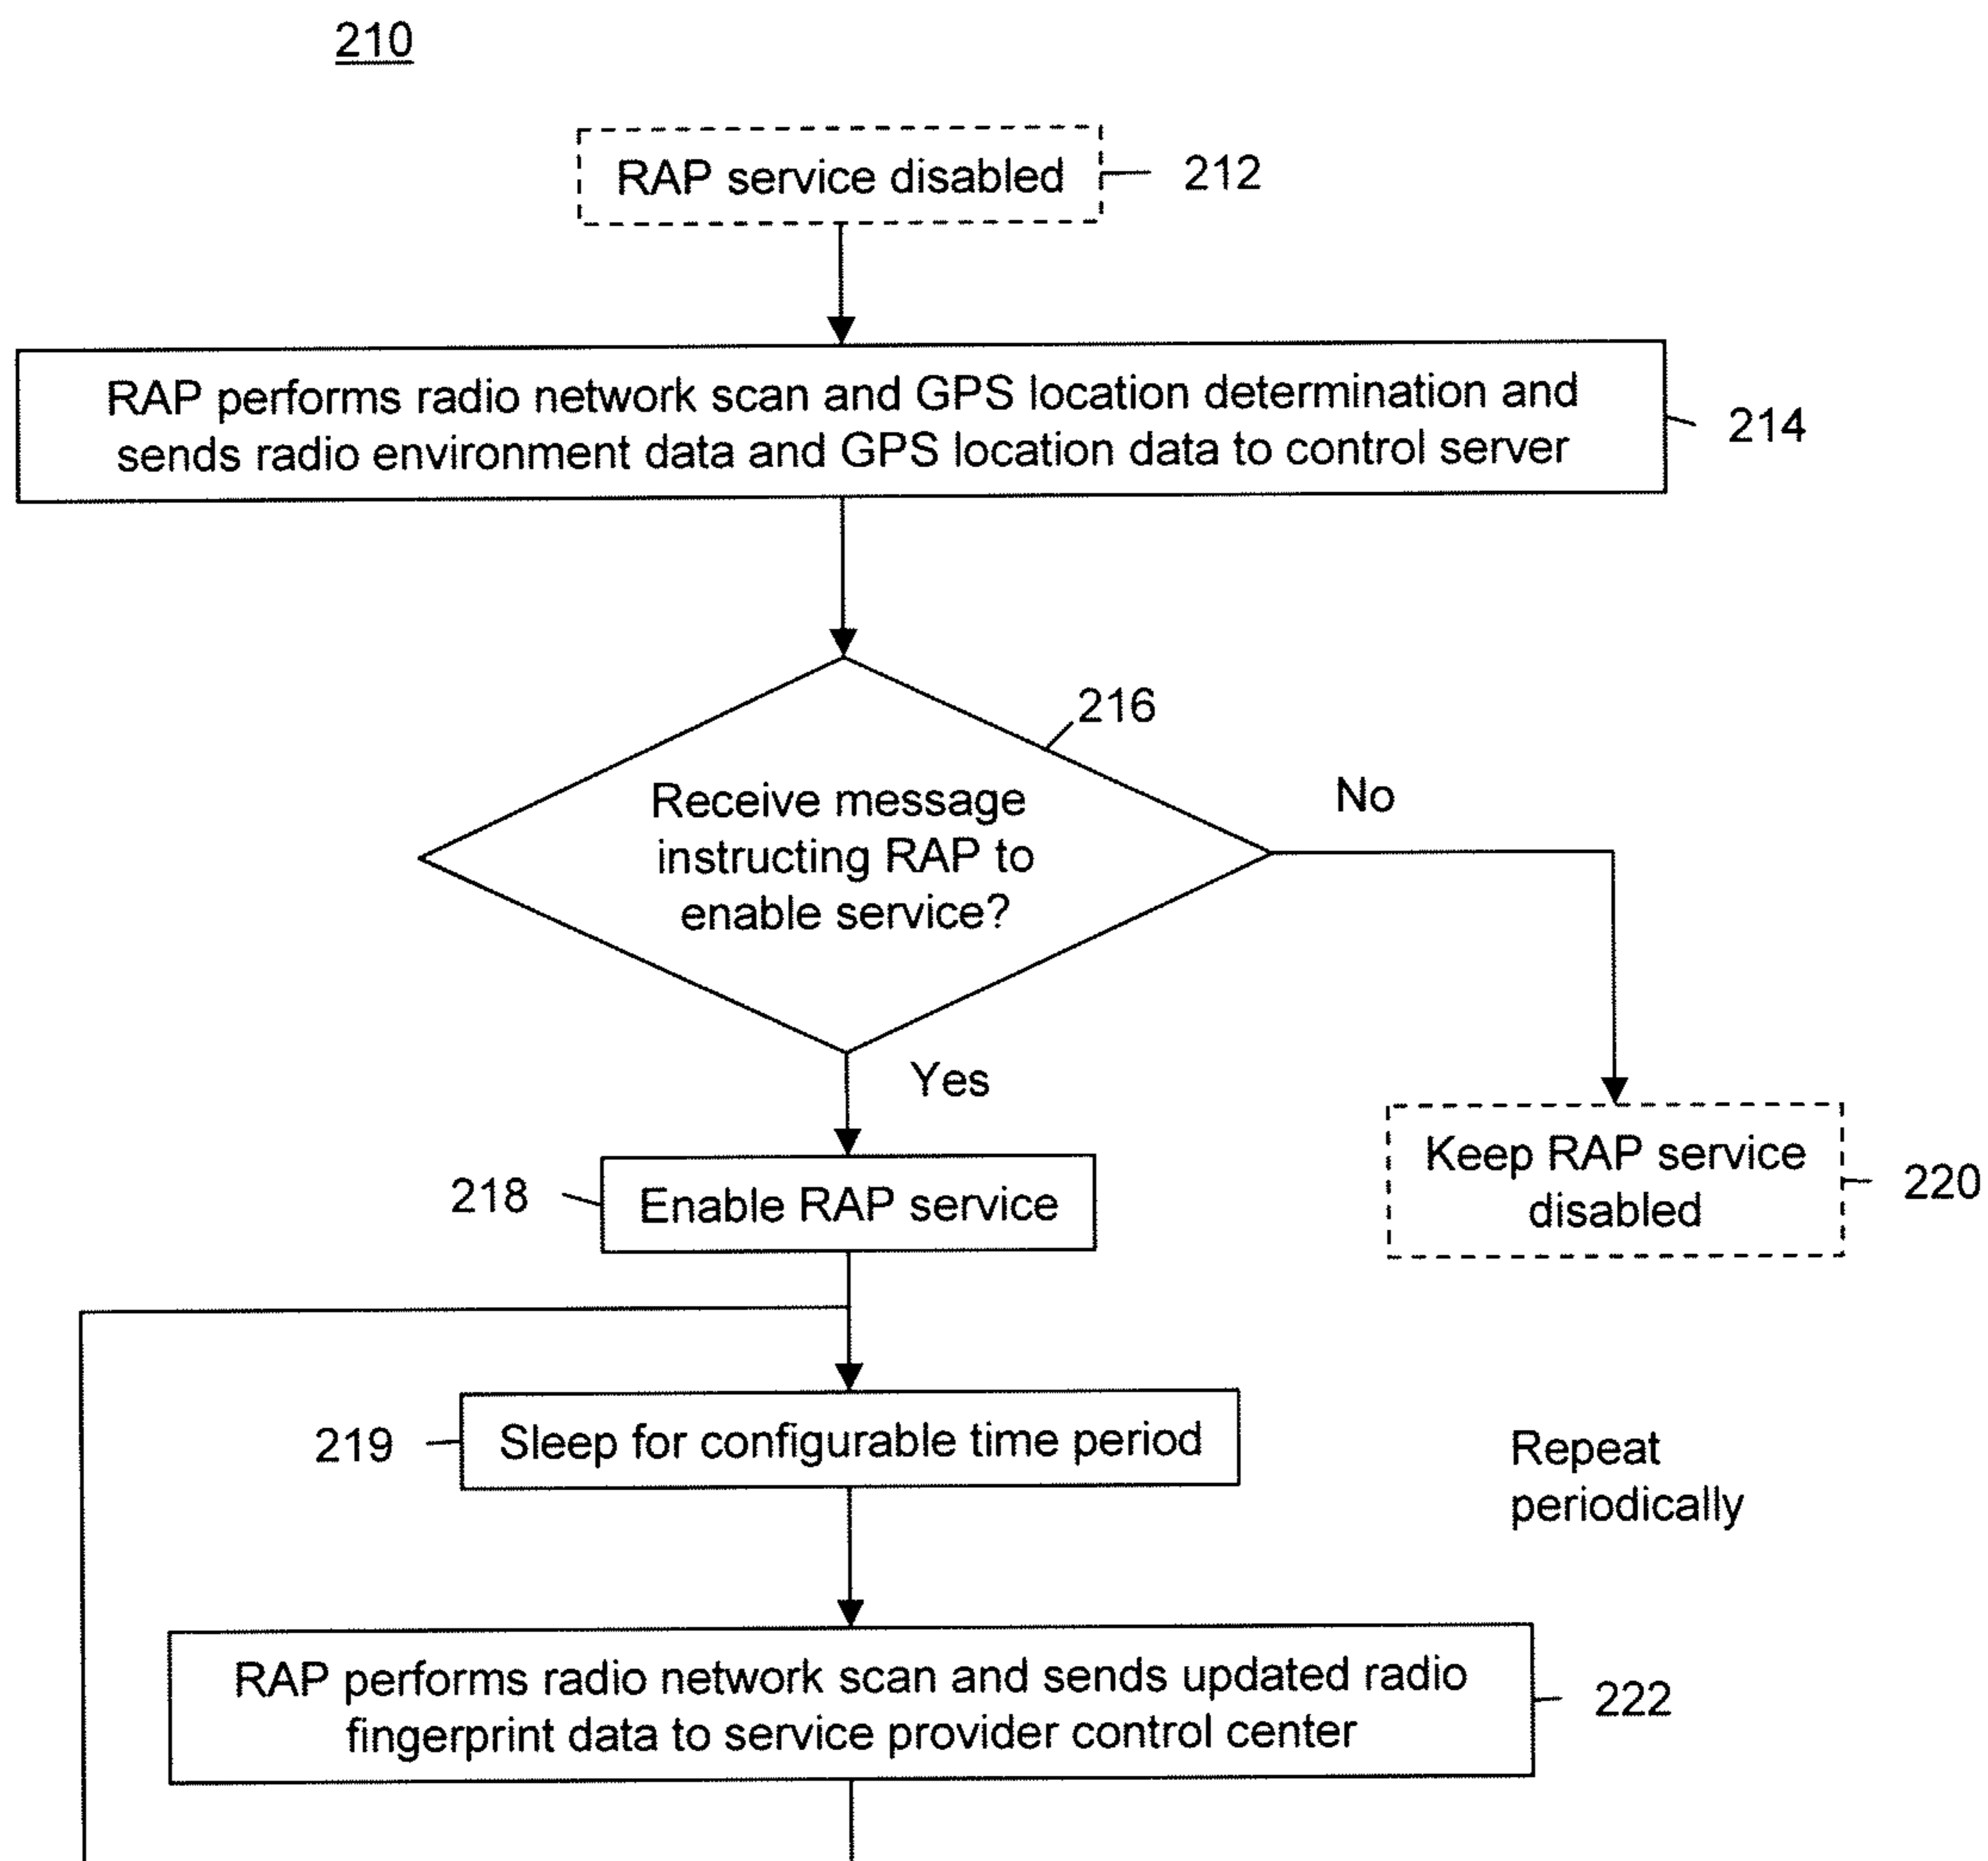 210
RAP service disabled
212
RAP performs radio network scan and GPS location determination and
sends radio environment data and GPS location data to control server
214
216
Receive message
instructing RAP to
enable service?
No
Yes
218
Enable RAP service
Keep RAP service
disabled
220
219
Sleep for configurable time period
Repeat
periodically
RAP performs radio network scan and sends updated radio
fingerprint data to service provider control center
222